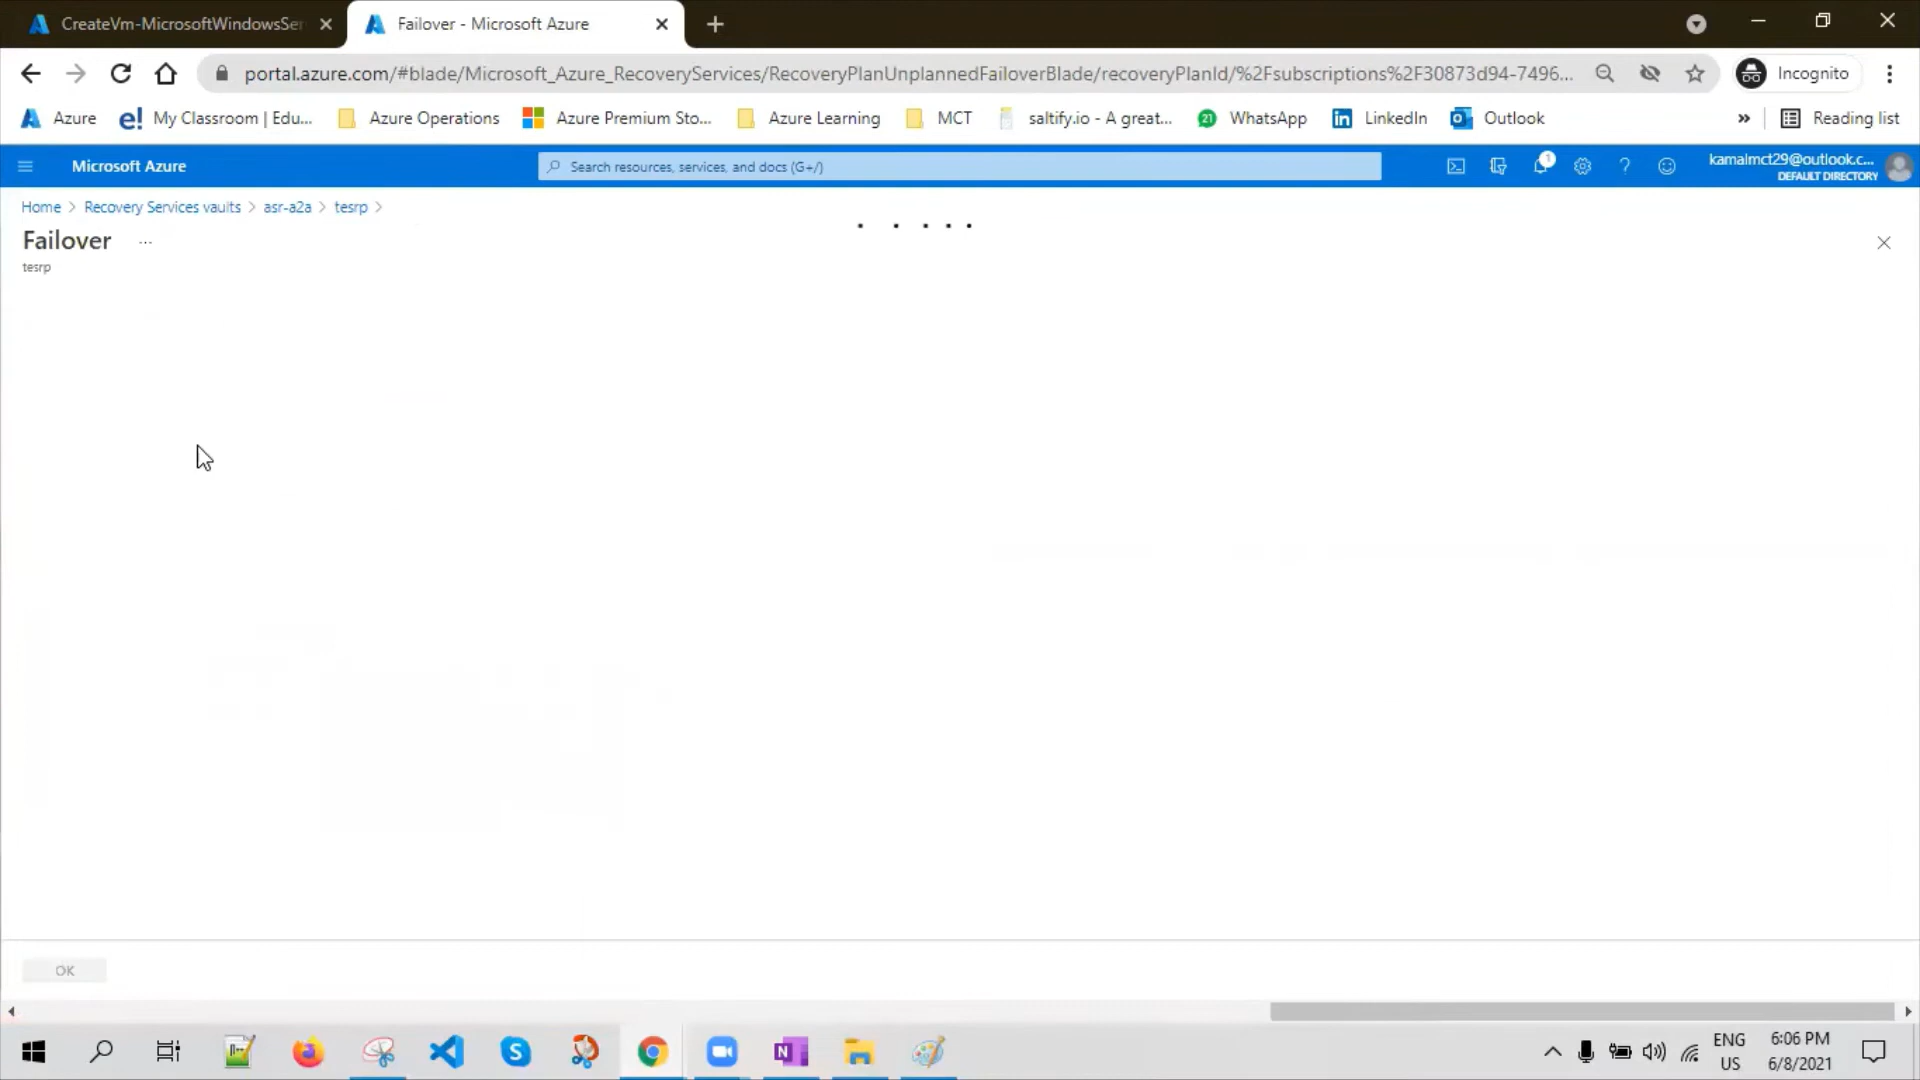 CreateVm-MicrosoftWindowsSer
Failover - Microsoft Azure
portal.azure.com/#blade/Microsoft_Azure_RecoveryServices/RecoveryPlanUnplannedFailoverBlade/recoveryPlanId/%2Fsubscriptions%2F30873d94-7496...
Incognito
Azure
e! My Classroom | Edu...
Azure Operations
Azure Premium Sto...
Azure Learning
MCT
saltify.io - A great...
21 WhatsApp
in LinkedIn
Outlook
»
Reading list
Microsoft Azure
Search resources, services, and docs (G+/)
1
kamalmct29@outlook.c...
DEFAULT DIRECTORY
Home > Recovery Services vaults > asr-a2a > tesrp >
Failover ...
tesrp
OK
ENG
US
6:06 PM
6/8/2021